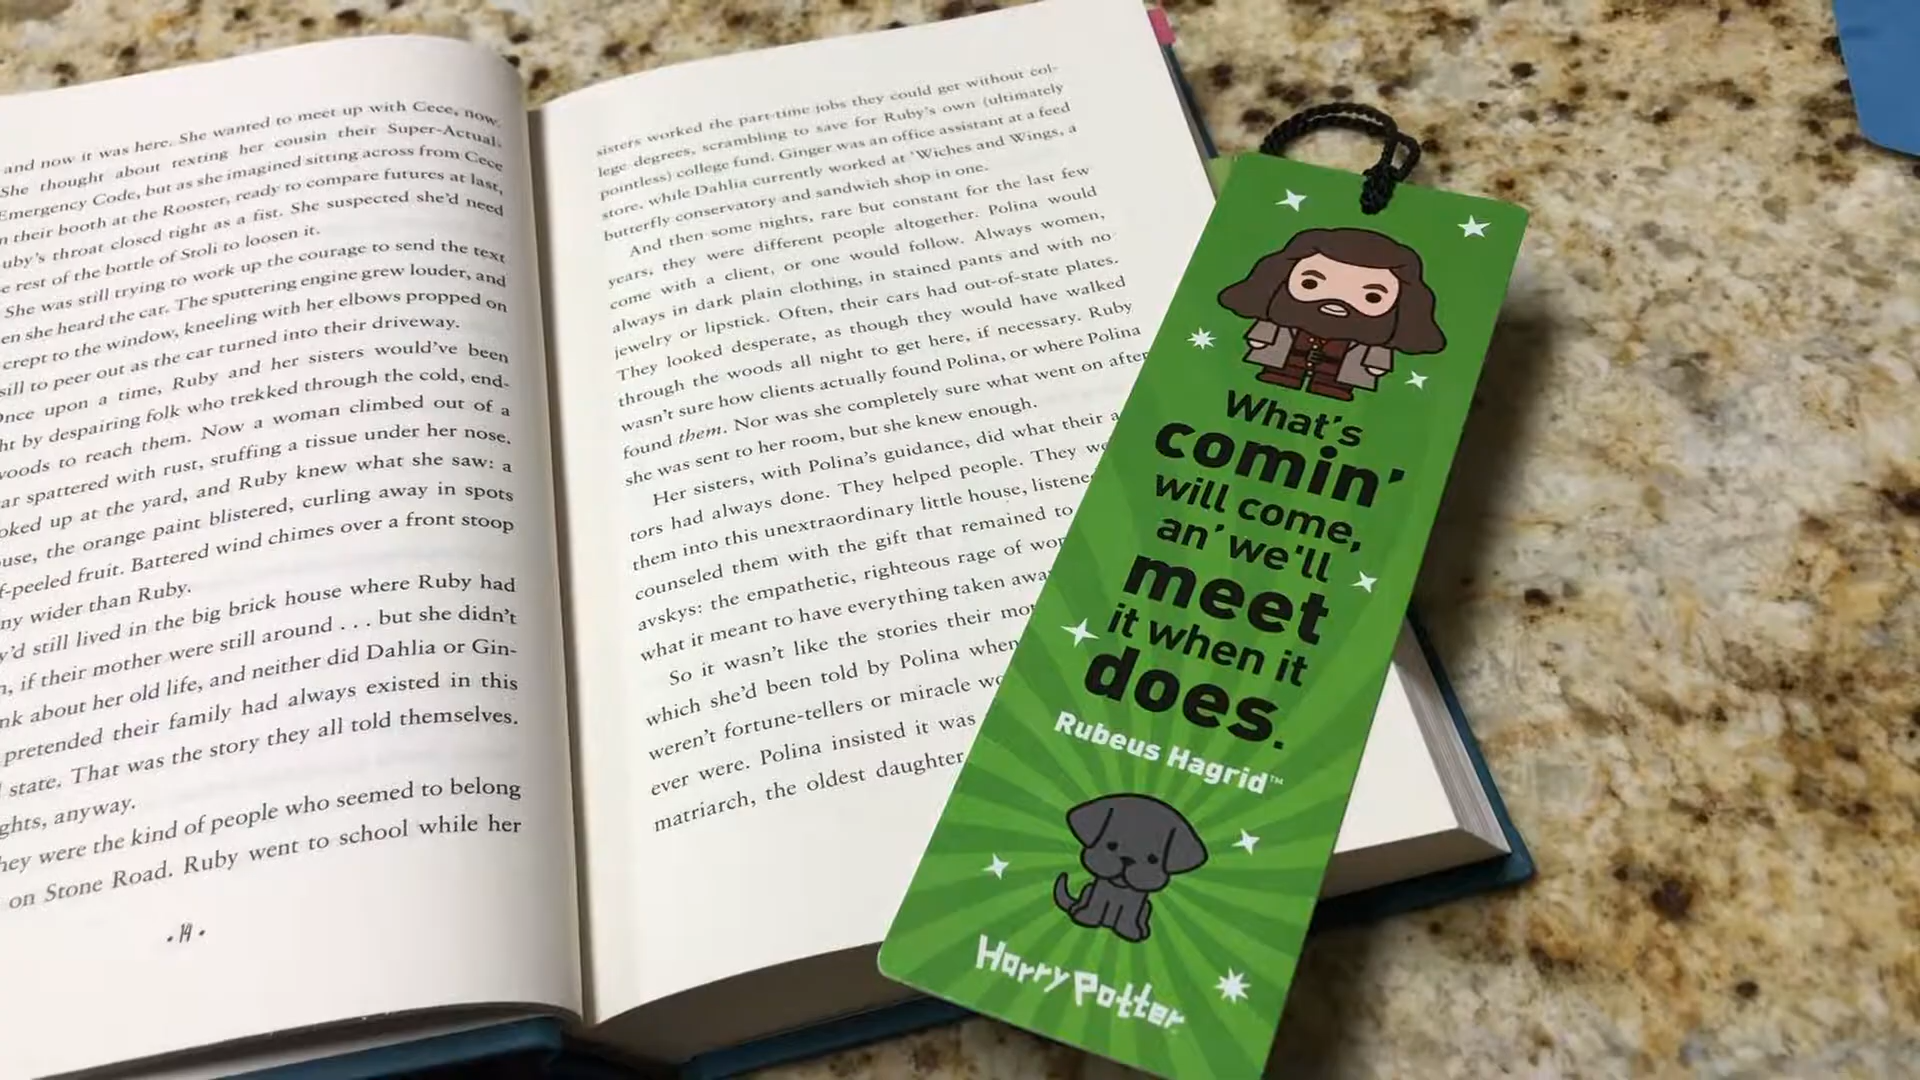 and now it was here. She wanted to meet up with Cece, now.
She thought about texting her cousin their Super-Actual-
Emergency Code, but as she imagined sitting across from Cece
n their booth at the Rooster, ready to compare futures at last,
uby's throat closed tight as a fist. She suspected she'd need
e rest of the bottle of Stoli to loosen it.
She was still trying to work up the courage to send the text
en she heard the car. The sputtering engine grew louder, and
crept to the window, kneeling with her elbows propped on
sill to peer out as the car turned into their driveway.
Once upon a time, Ruby and her sisters would've been
ht by despairing folk who trekked through the cold, end-
woods to reach them. Now a woman climbed out of a
ar spattered with rust, stuffing a tissue under her nose.
oked up at the yard, and Ruby knew what she saw: a
ouse, the orange paint blistered, curling away in spots
f-peeled fruit. Battered wind chimes over a front stoop
ny wider than Ruby.
y'd still lived in the big brick house where Ruby had
n, if their mother were still around . . . but she didn't
nk about her old life, and neither did Dahlia or Gin-
pretended their family had always existed in this
state. That was the story they all told themselves.
ghts, anyway.
hey were the kind of people who seemed to belong
on Stone Road. Ruby went to school while her
• 14 •
sisters worked the part-time jobs they could get without col-
lege degrees, scrambling to save for Ruby's own (ultimately
pointless) college fund. Ginger was an office assistant at a feed
store, while Dahlia currently worked at 'Wiches and Wings, a
butterfly conservatory and sandwich shop in one.
And then some nights, rare but constant for the last few
years, they were different people altogether. Polina would
come with a client, or one would follow. Always women,
always in dark plain clothing, in stained pants and with no
jewelry or lipstick. Often, their cars had out-of-state plates.
They looked desperate, as though they would have walked
through the woods all night to get here, if necessary. Ruby
wasn't sure how clients actually found Polina, or where Polina
found them. Nor was she completely sure what went on after
she was sent to her room, but she knew enough.
Her sisters, with Polina's guidance, did what their a
tors had always done. They helped people. They we
them into this unextraordinary little house, listene
counseled them with the gift that remained to
avskys: the empathetic, righteous rage of wor
what it meant to have everything taken awa
So it wasn't like the stories their mo
which she'd been told by Polina when
weren't fortune-tellers or miracle wo
ever were. Polina insisted it was
matriarch, the oldest daughter
What's
comin'
will come,
an' we'll
meet
it when it
does.
Rubeus Hagrid™
Harry Potter